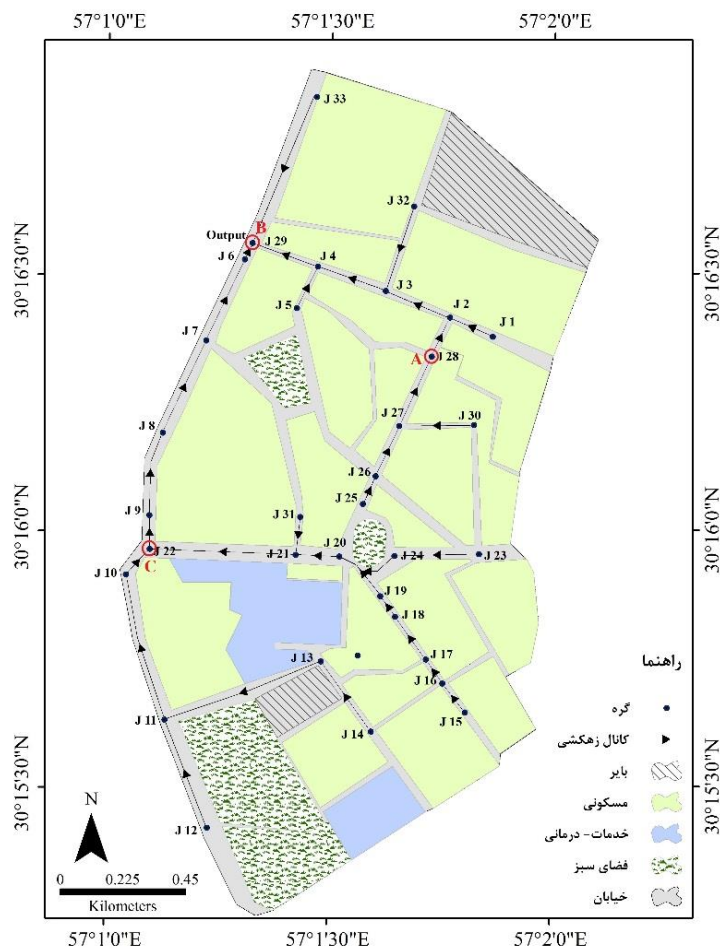 57°1'0"E 57°1'30"E 57°2'0"E
J 33
J 32
B
Output
J 29
J 6
J 4
30°16'30"N 30°16'30"N
J 3
J 5
J 2
J 1
J 7
A
J 28
J 8
J 27
J 30
J 26
J 25
J 9
J 31
30°16'0"N 30°16'0"N
J 22
J 21
J 20
J 24
J 23
C
J 10
J 19
J 18
J 13
J 17
راهنما
J 16
گره
J 11
J 14
J 15
کانال زهکشی
بایر
30°15'30"N 30°15'30"N
مسکونی
N
J 12
خدمات- درمانی
فضای سبز
0 0.225 0.45
Kilometers
خیابان
57°1'0"E 57°1'30"E 57°2'0"E